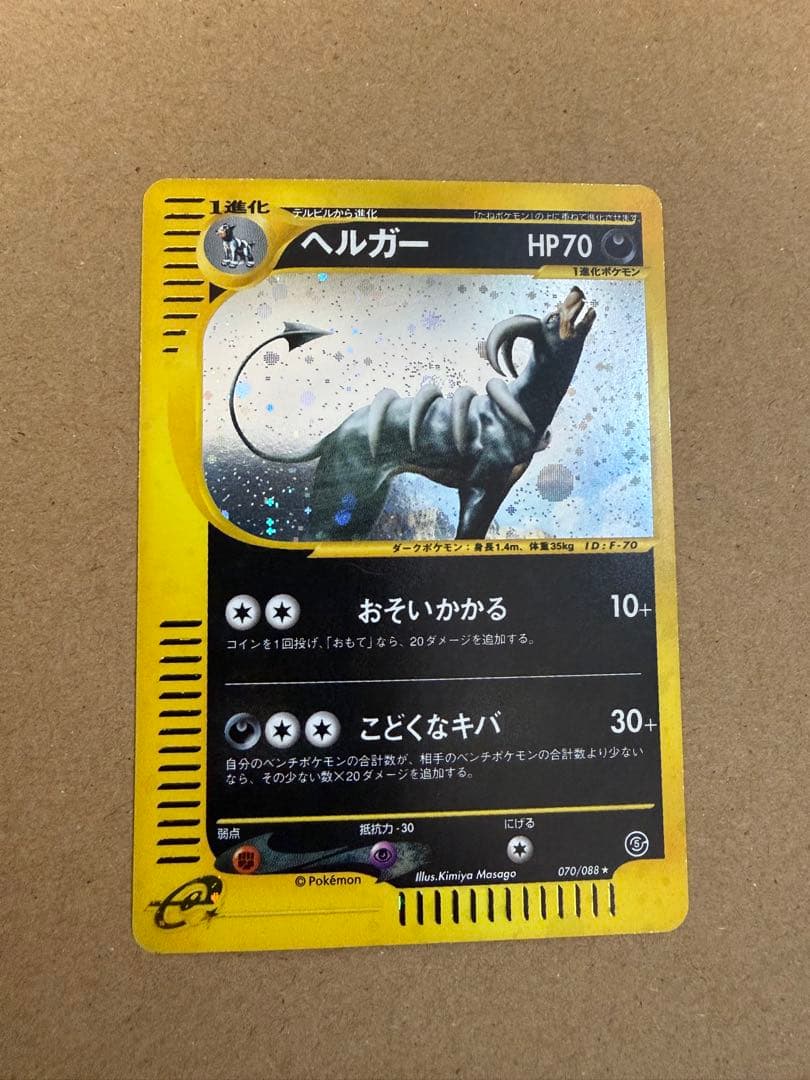 1進化
デルビルから進化
「たねポケモン」の上に重ねて進化させます。
ヘルガー
HP70
1進化ポケモン
ダークポケモン：身長1.4m、体重35kg ID:F-70
おそいかかる 10+
コインを1回投げ、「おもて」なら、20ダメージを追加する。
こどくなキバ 30+
自分のベンチポケモンの合計数が、相手のベンチポケモンの合計数より少ない
なら、その少ない数×20ダメージを追加する。
弱点
抵抗力-30
にげる
5
© Pokémon
Illus.Kimiya Masago
070/088★